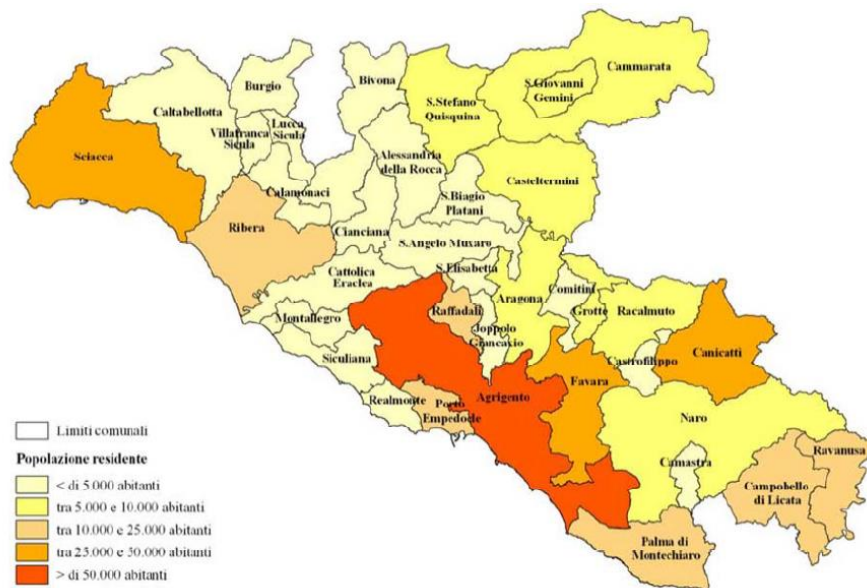 Cammarata
S.Giovanni
Gemini
Burgio
Bivona
S.Stefano
Quisquina
Caltabellotta
Lucca
Sicula
Villafranca
Sicula
Sciacca
Alessandria
della Rocca
Casteltermini
Calamonaci
S.Biagio
Platani
Ribera
Cianciana
S.Angelo Muxaro
S.Elisabetta
Cattolica
Eraclea
Comitini
Aragona
Raffadali
Grotte
Racalmuto
Montallegro
Joppolo
Giancaxio
Siculiana
Castrofilippo
Canicattì
Favara
Realmonte
Agrigento
Porto
Empedocle
Naro
Camastra
Ravanusa
Campobello
di Licata
Palma di
Montechiaro
Limiti comunali
Popolazione residente
< di 5.000 abitanti
tra 5.000 e 10.000 abitanti
tra 10.000 e 25.000 abitanti
tra 25.000 e 50.000 abitanti
> di 50.000 abitanti